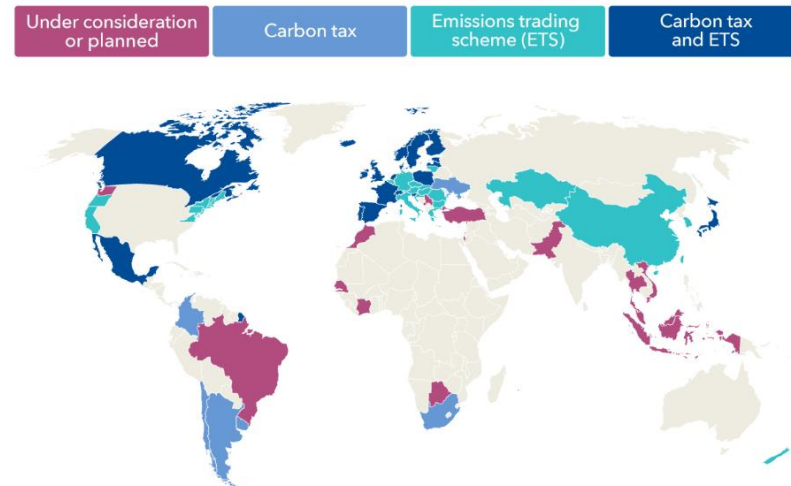 Under consideration
or planned
Carbon tax
Emissions trading
scheme (ETS)
Carbon tax
and ETS